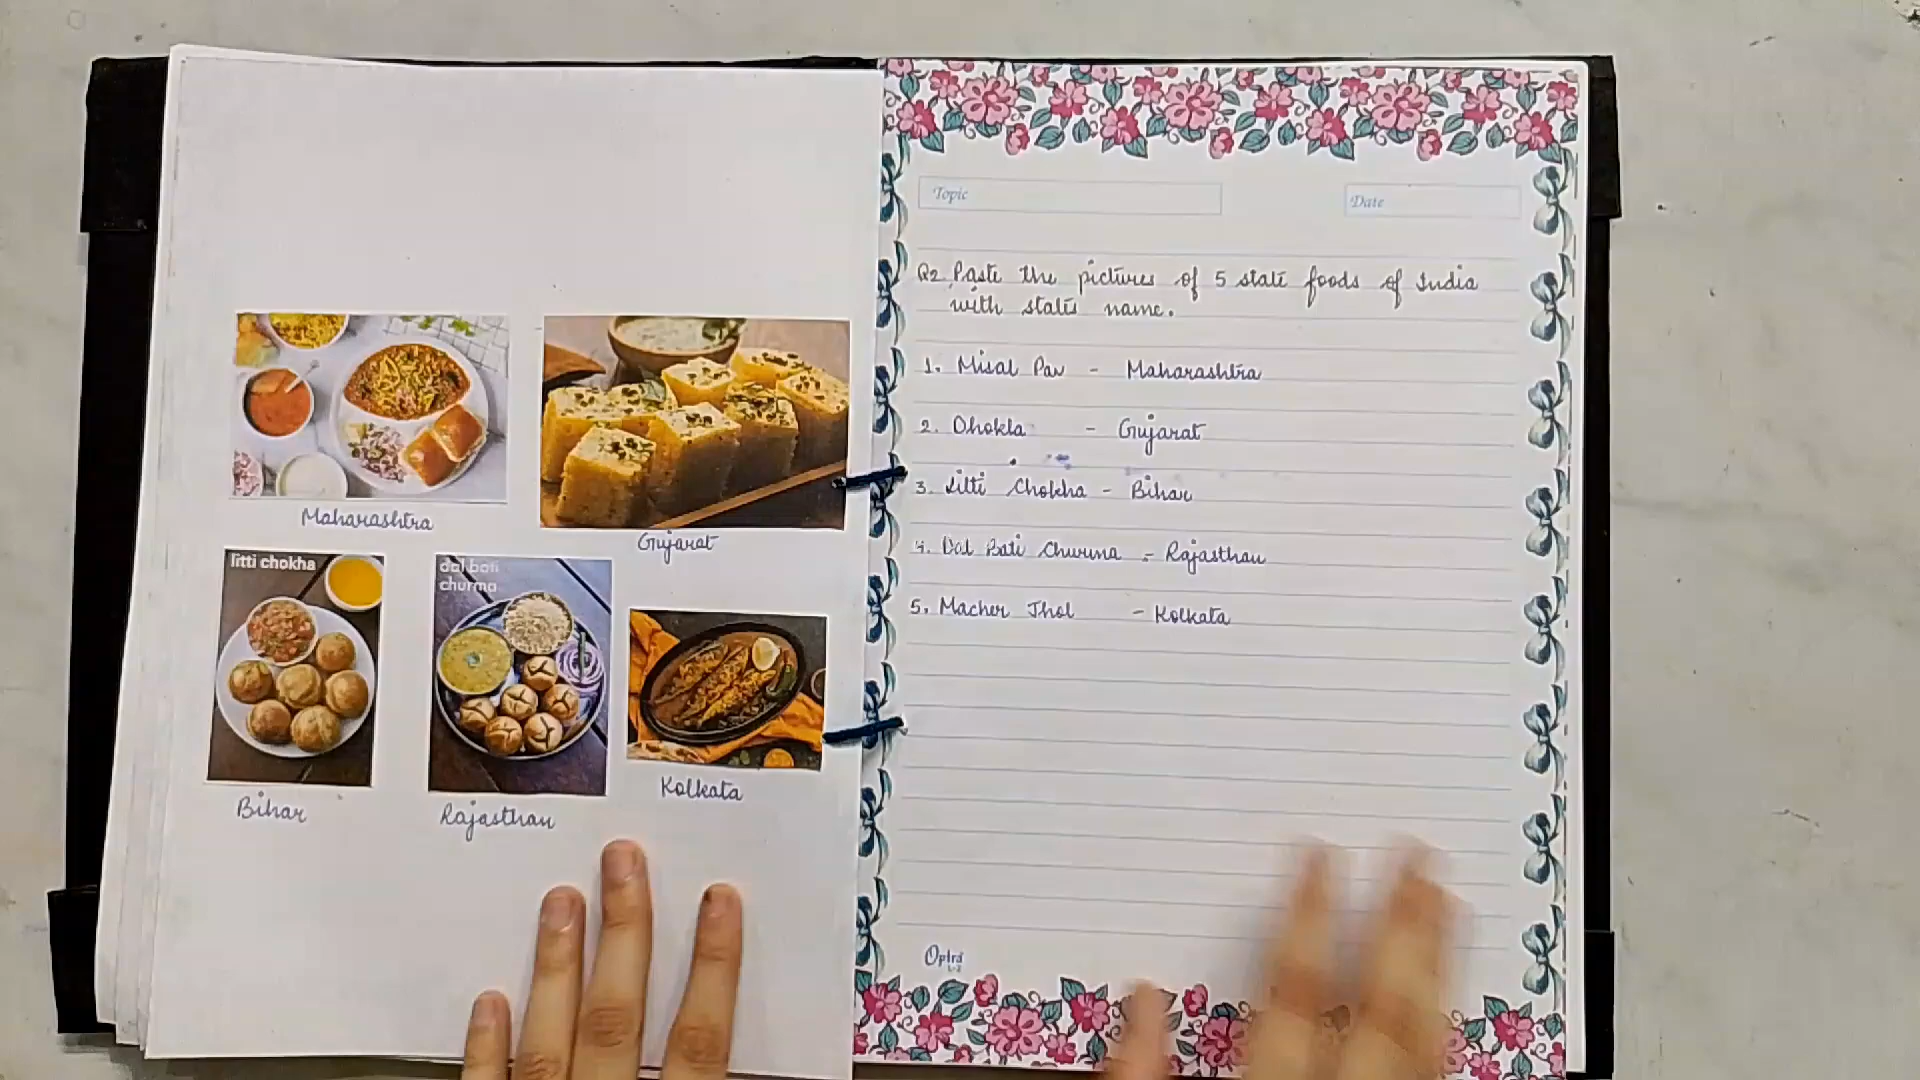 Maharashtra
Gujarat
litti chokha
dal bati
churma
Bihar
Rajasthan
Kolkata
Topic
Date
Q2. Paste the pictures of 5 state foods of India
with states name.
1. Misal Pav - Maharashtra
2. Dhokla - Gujarat
3. Litti Chokha - Bihar
4. Dal Bati Churma - Rajasthan
5. Macher Jhol - Kolkata
Optra